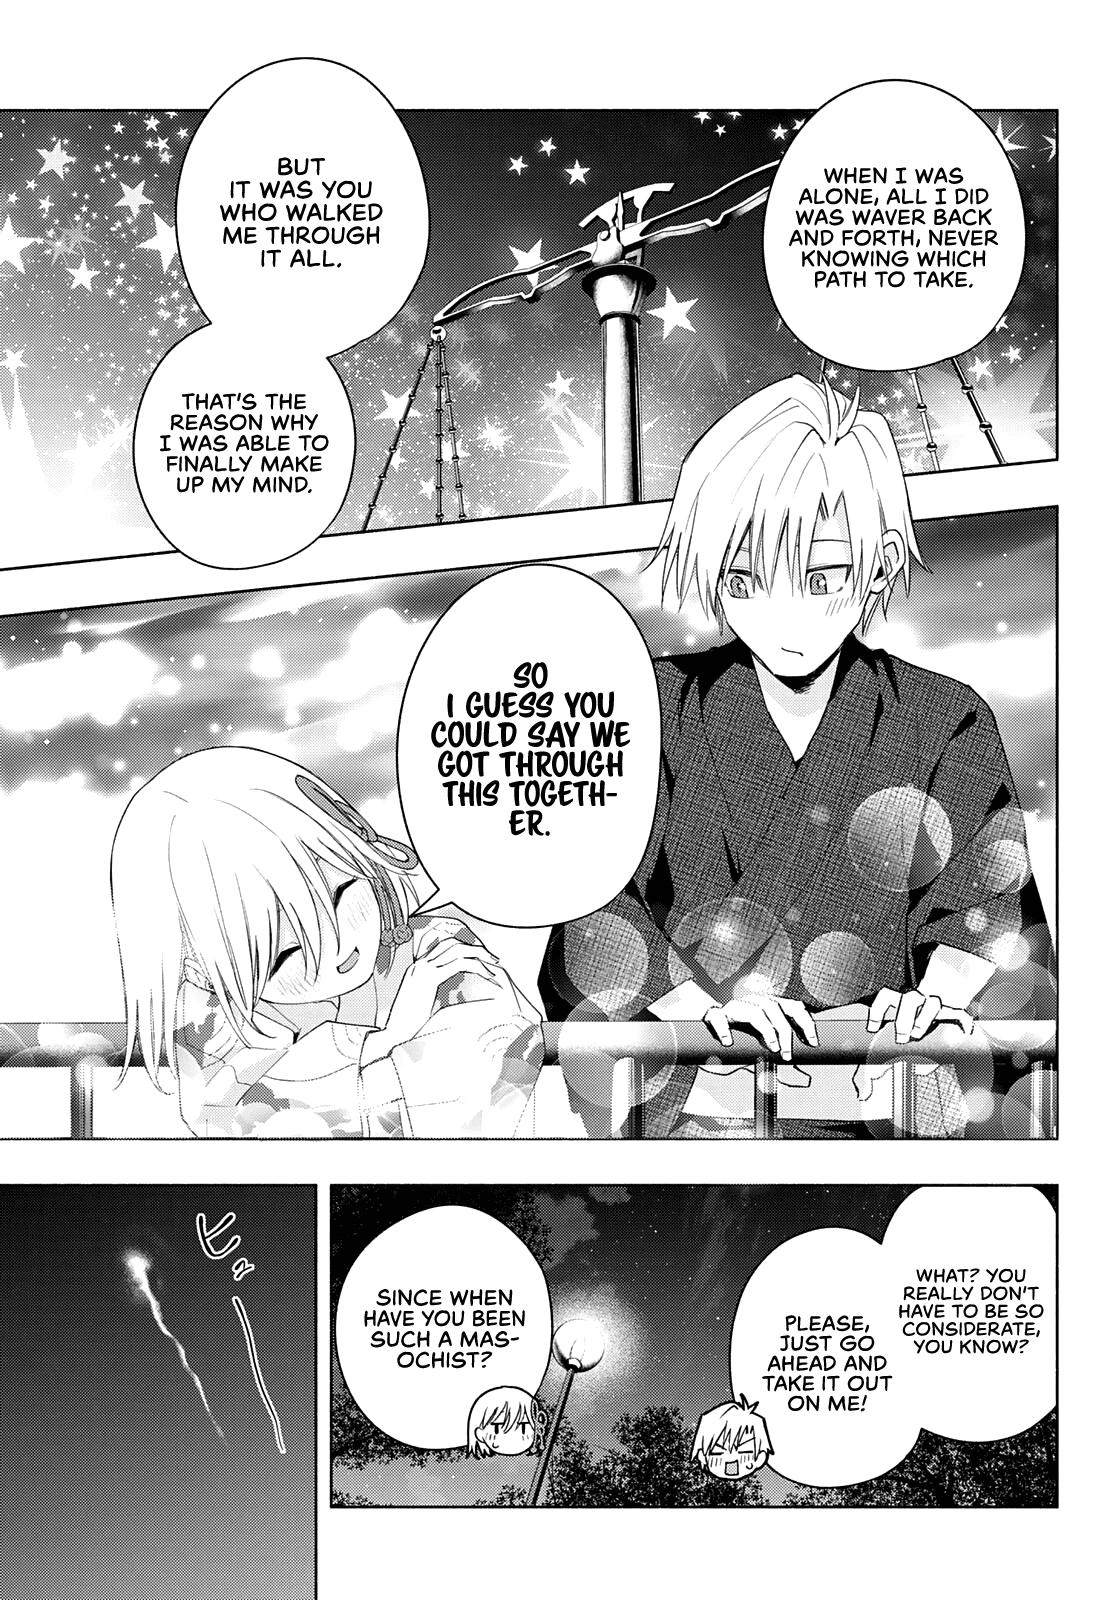 WHEN I WAS
ALONE, ALL I DID
WAS WAVER BACK
AND FORTH, NEVER
KNOWING WHICH
PATH TO TAKE.
BUT
IT WAS YOU
WHO WALKED
ME THROUGH
IT ALL.
THAT'S THE
REASON WHY
I WAS ABLE TO
FINALLY MAKE
UP MY MIND.
SO
I GUESS YOU
COULD SAY WE
GOT THROUGH
THIS TOGETH-
ER.
WHAT? YOU
REALLY DON'T
HAVE TO BE SO
CONSIDERATE,
YOU KNOW?
PLEASE,
JUST GO
AHEAD AND
TAKE IT OUT
ON ME!
SINCE WHEN
HAVE YOU BEEN
SUCH A MAS-
OCHIST?
ヒュ